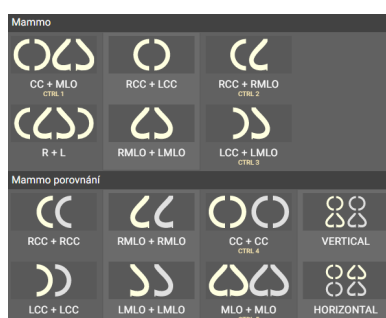 Mammo
CC + MLO
CTRL 1
RCC + LCC
RCC + RMLO
CTRL 2
R + L
RMLO + LMLO
LCC + LMLO
CTRL 3
Mammo porovnání
RCC + RCC
RMLO + RMLO
CC + CC
CTRL 4
VERTICAL
LCC + LCC
LMLO + LMLO
MLO + MLO
HORIZONTAL